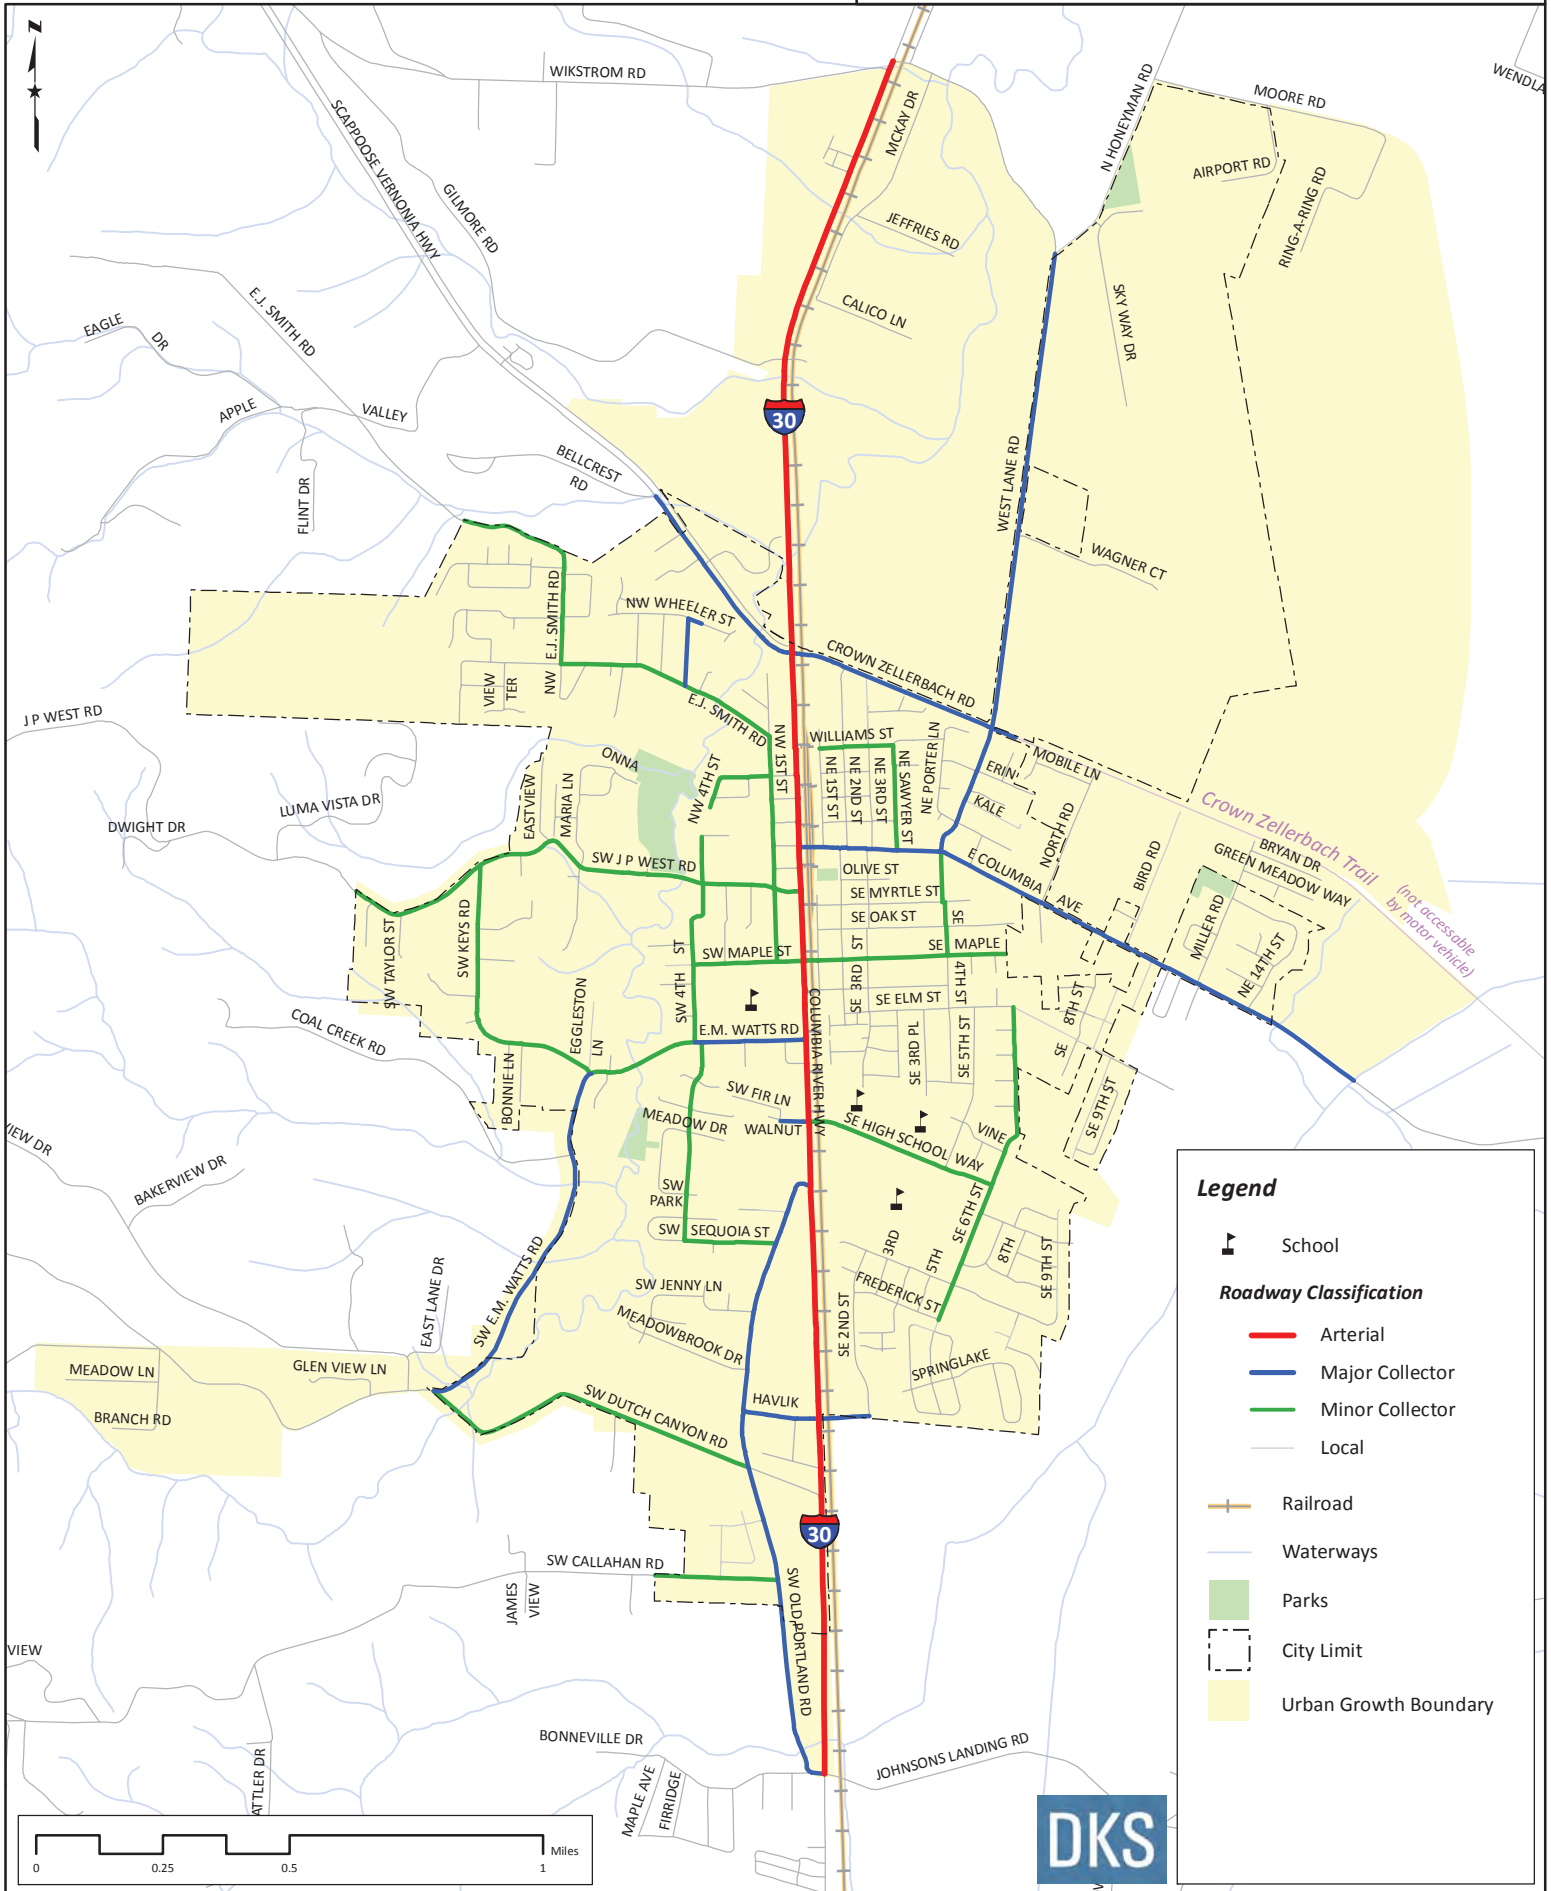 WIKSTROM RD
WENDLA
MOORE RD
N HONEYMAN RD
MCKAY DR
AIRPORT RD
RING-A-RING RD
SCAPPOOSE VERNONIA HWY
GILMORE RD
JEFFRIES RD
SKY WAY DR
CALICO LN
E.J. SMITH RD
EAGLE
DR
APPLE
VALLEY
30
BELLCREST
RD
FLINT DR
WEST LANE RD
WAGNER CT
NW WHEELER ST
NW E.J. SMITH RD
CROWN ZELLERBACH RD
VIEW
TER
J P WEST RD
E.J. SMITH RD
NW 1ST ST
WILLIAMS ST
NE 1ST ST
NE 2ND ST
NE 3RD ST
NE SAWYER ST
NE PORTER LN
ERIN
MOBILE LN
KALE
NORTH RD
ONNA
NW 4TH ST
EASTVIEW
MARIA LN
LUMA VISTA DR
DWIGHT DR
Crown Zellerbach Trail
(not accessable
by motor vehicle)
BRYAN DR
GREEN MEADOW WAY
BIRD RD
SW J P WEST RD
OLIVE ST
E COLUMBIA AVE
SE MYRTLE ST
SE OAK ST
SE
MILLER RD
NE 14TH ST
SW TAYLOR ST
SW KEYS RD
ST
SW 4TH
SW MAPLE ST
SE MAPLE
SE 3RD ST
4TH ST
SE ELM ST
8TH ST
SE
EGGLESTON
LN
COAL CREEK RD
E.M. WATTS RD
COLUMBIA RIVER HWY
SE 3RD PL
SE 5TH ST
BONNIE LN
SW FIR LN
MEADOW DR
WALNUT
SE HIGH SCHOOL WAY
VINE
SE 9TH ST
IEW DR
BAKERVIEW DR
SW
PARK
SW SEQUOIA ST
SE 6TH ST
3RD
5TH
8TH
SE 9TH ST
FREDERICK ST
SW JENNY LN
MEADOWBROOK DR
SE 2ND ST
SPRINGLAKE
EAST LANE DR
SW E.M. WATTS RD
MEADOW LN
GLEN VIEW LN
BRANCH RD
SW DUTCH CANYON RD
HAVLIK
30
SW CALLAHAN RD
JAMES
VIEW
SW OLD PORTLAND RD
VIEW
BONNEVILLE DR
JOHNSONS LANDING RD
ATTLER DR
MAPLE AVE
FIRRIDGE
Legend
School
Roadway Classification
Arterial
Major Collector
Minor Collector
Local
Railroad
Waterways
Parks
City Limit
Urban Growth Boundary
0 0.25 0.5 1 Miles
DKS